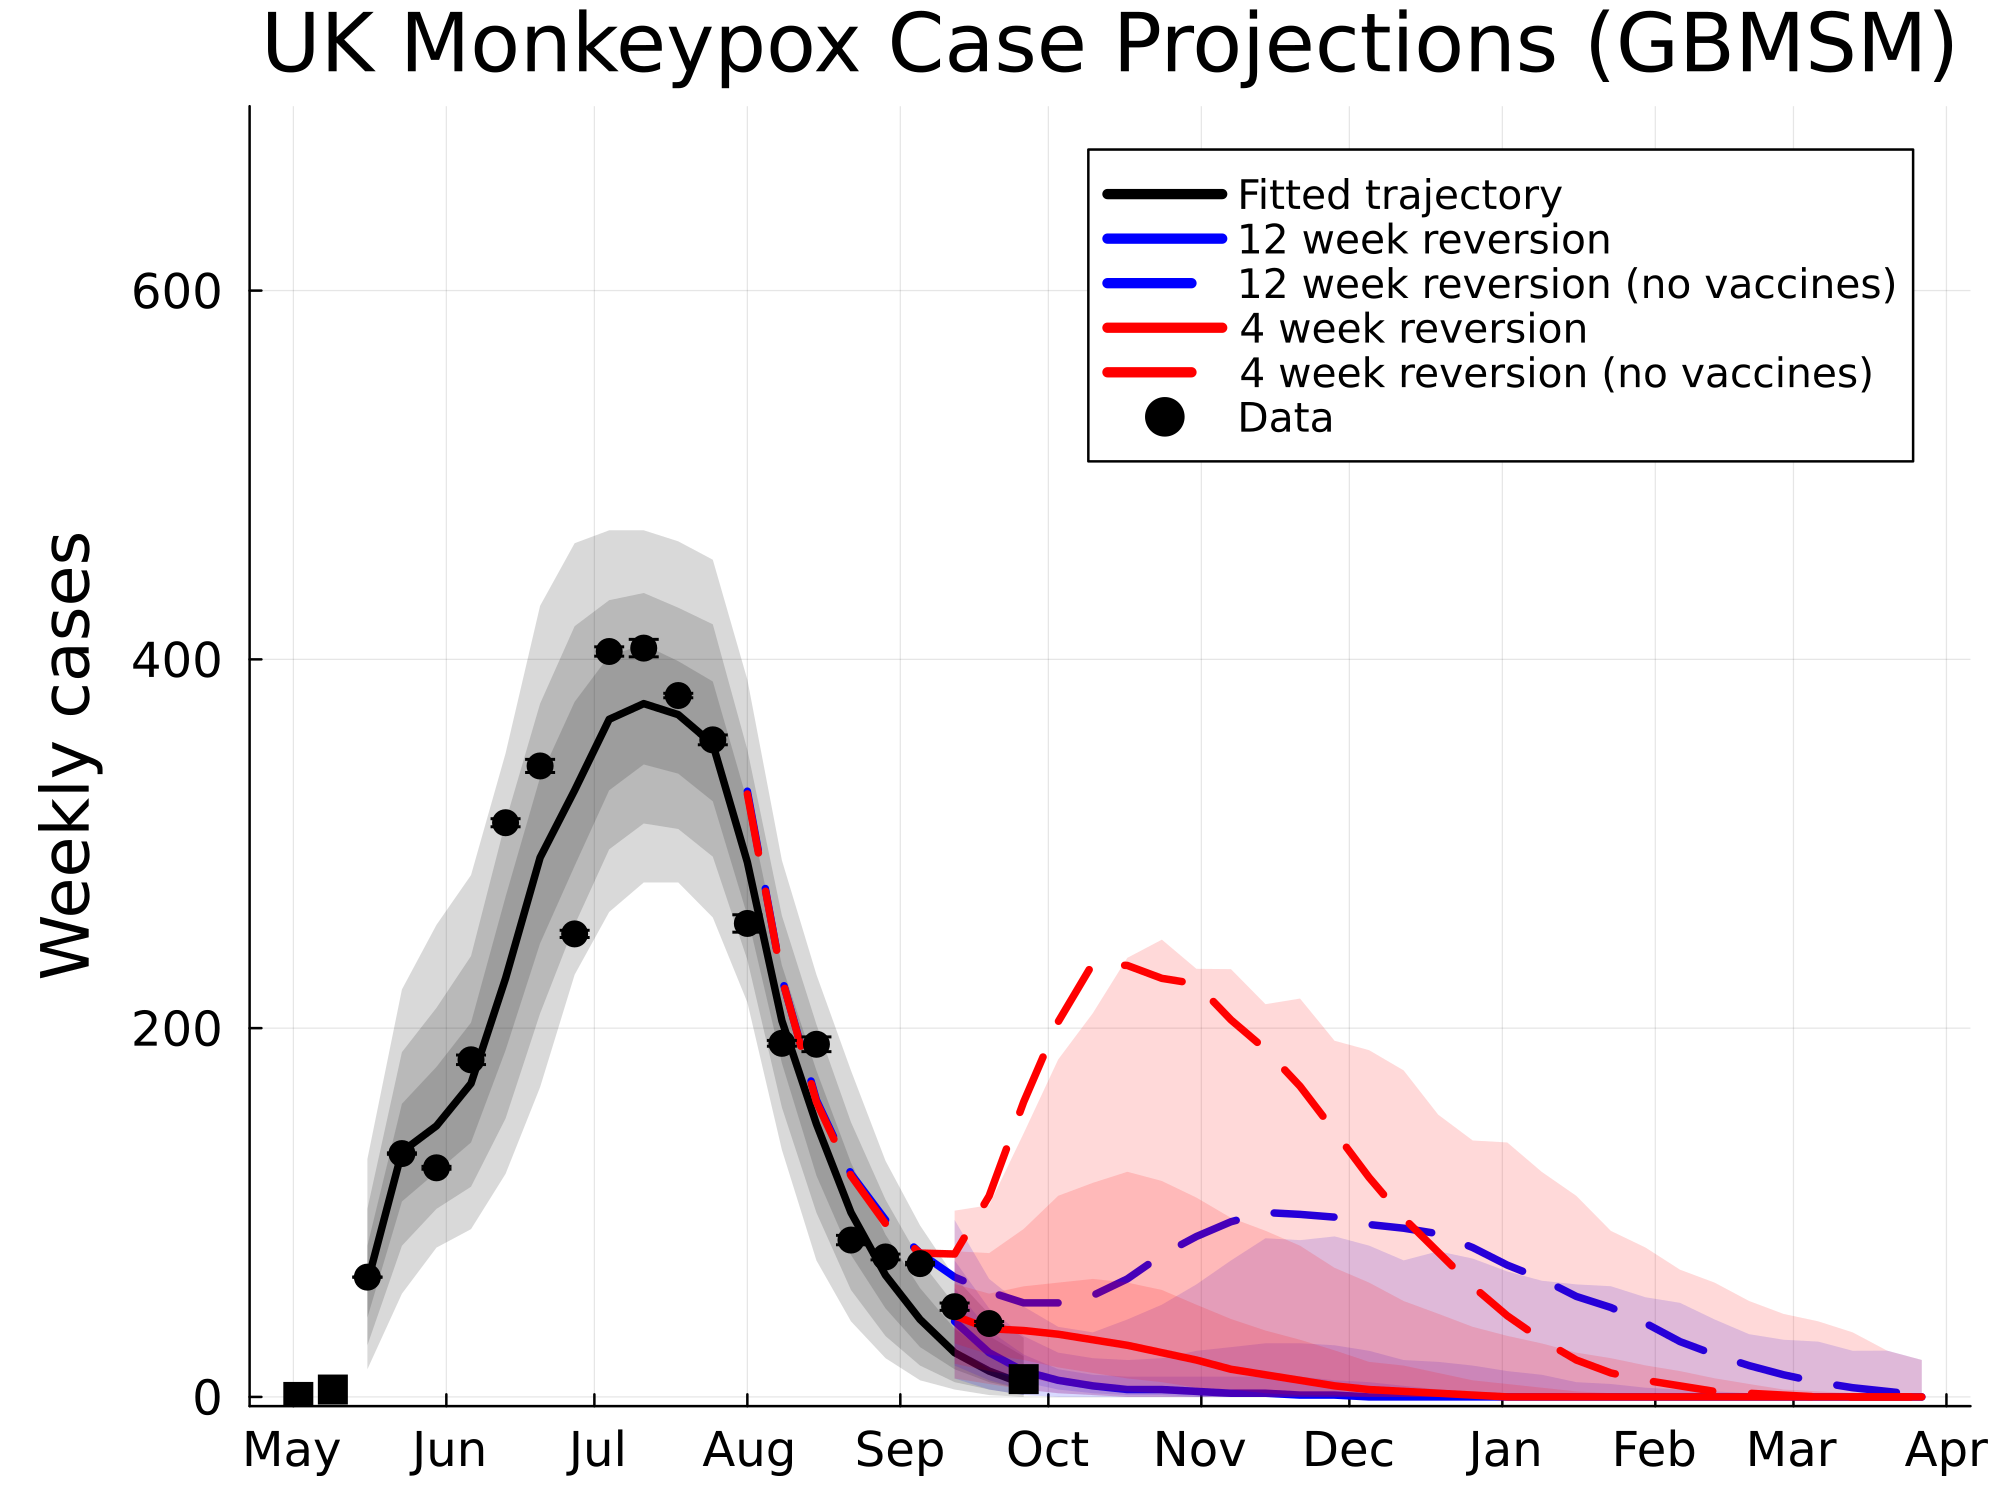 UK Monkeypox Case Projections (GBMSM)
Fitted trajectory
12 week reversion
12 week reversion (no vaccines)
4 week reversion
4 week reversion (no vaccines)
Data
Weekly cases
600
400
200
0
May Jun Jul Aug Sep Oct Nov Dec Jan Feb Mar Apr